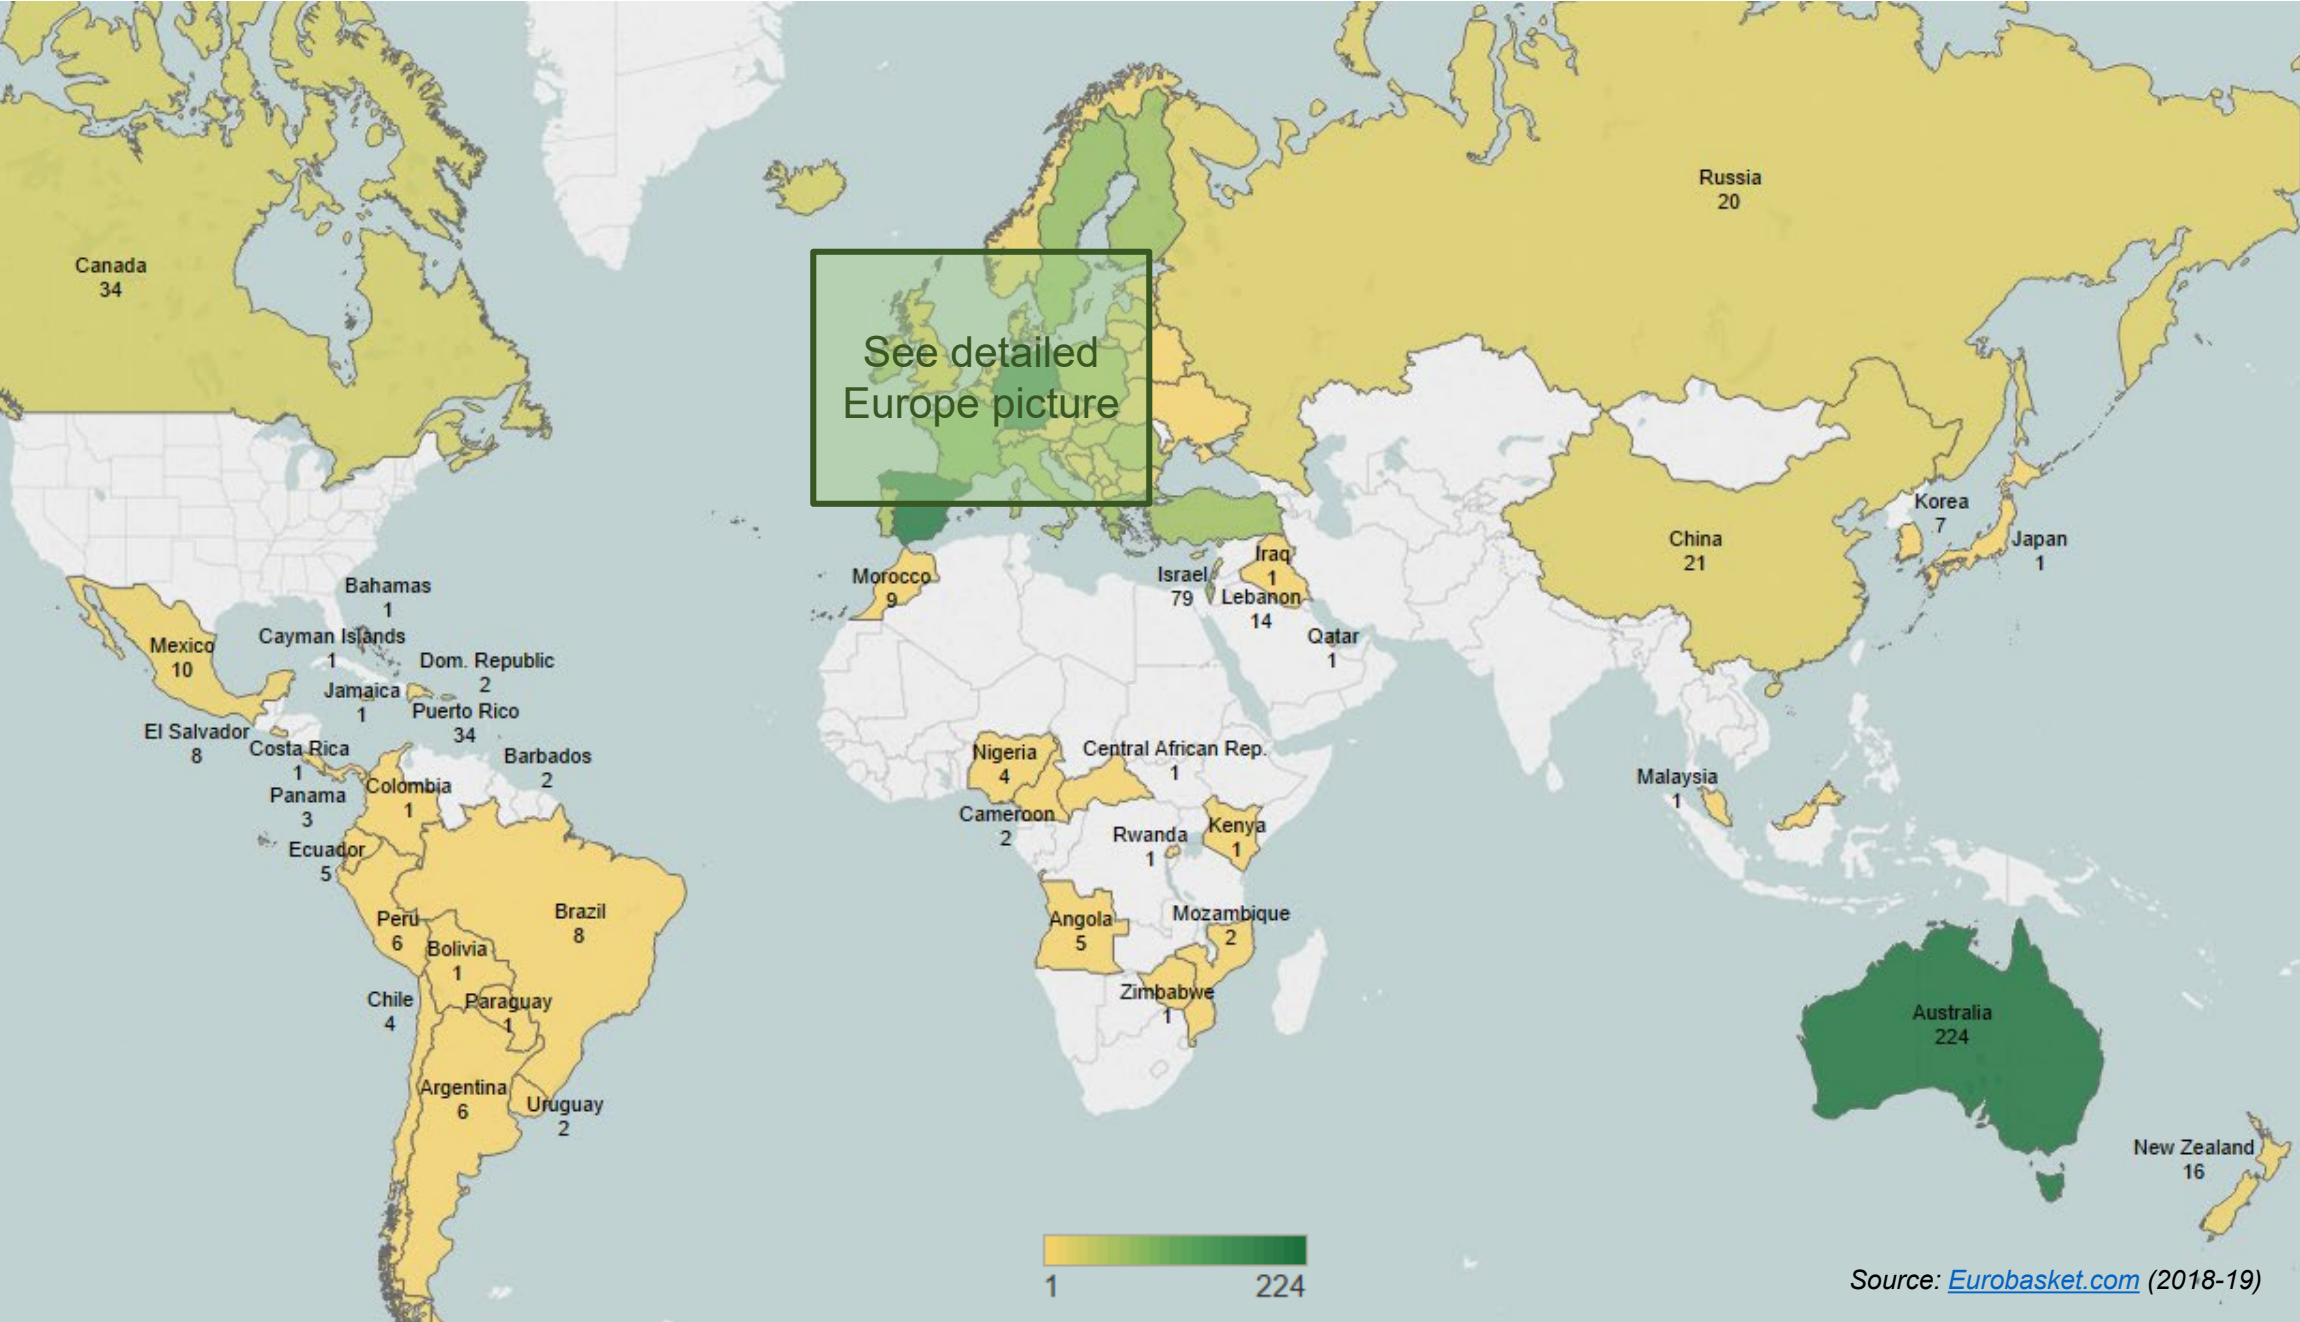 Russia
20
Canada
34
See detailed
Europe picture
Korea
7
Japan
1
China
21
Iraq
1
Morocco
9
Israel
79
Lebanon
14
Qatar
1
Bahamas
1
Cayman Islands
1
Mexico
10
Dom. Republic
2
Jamaica
1
Puerto Rico
34
El Salvador
8
Costa Rica
1
Barbados
2
Panama
3
Colombia
1
Ecuador
5
Nigeria
4
Central African Rep.
1
Cameroon
2
Rwanda
1
Kenya
1
Malaysia
1
Peru
6
Brazil
8
Bolivia
1
Angola
5
Mozambique
2
Chile
4
Paraguay
1
Zimbabwe
1
Australia
224
Argentina
6
Uruguay
2
New Zealand
16
1
224
Source: Eurobasket.com (2018-19)